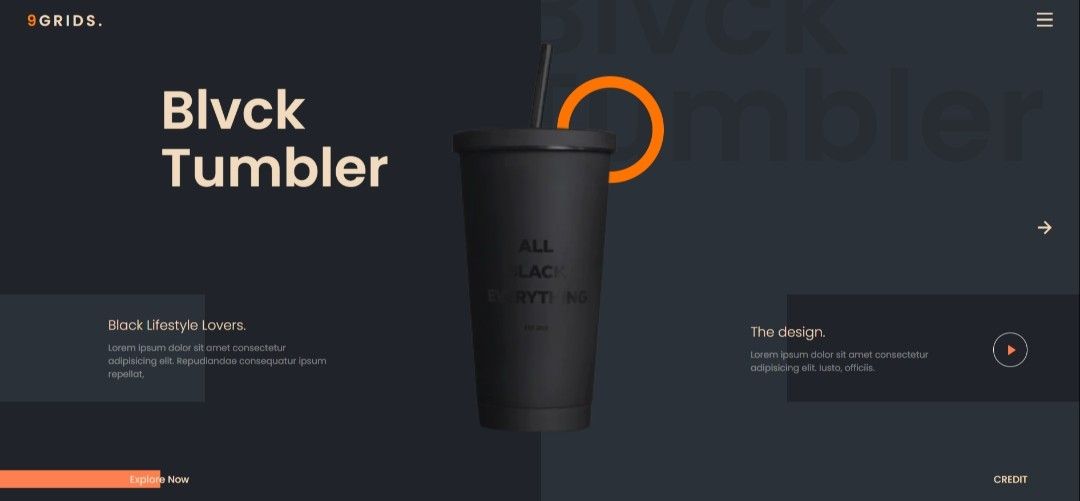 9GRIDS.
Blvck
Tumbler
Blvck
Tumbler
ALL
BLACK
EVERYTHING
Black Lifestyle Lovers.
Lorem ipsum dolor sit amet consectetur
adipisicing elit. Repudiandae consequatur ipsum
repellat,
The design.
Lorem ipsum dolor sit amet consectetur
adipisicing elit. Iusto, officiis.
Explore Now
CREDIT